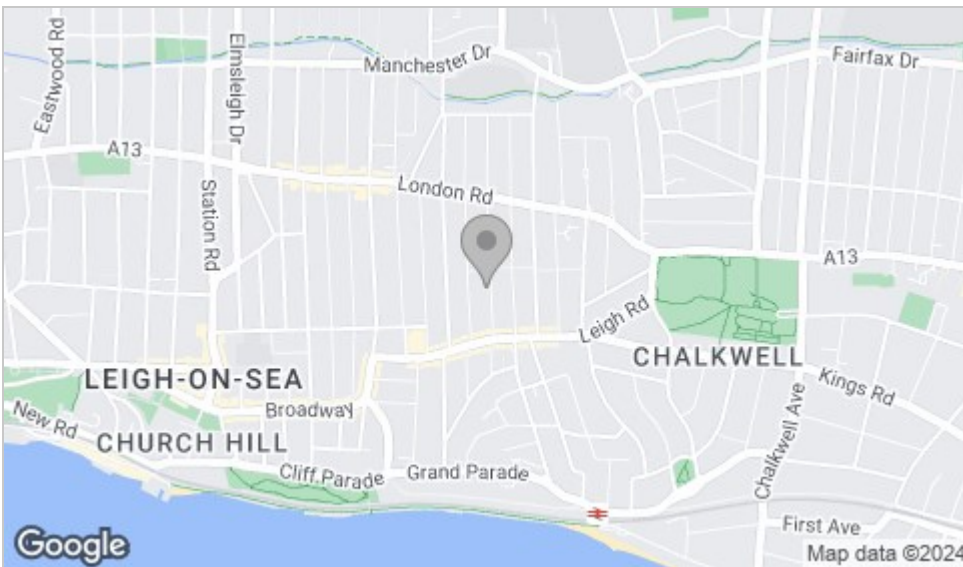 Eastwood Rd
Elmsleigh Dr
Manchester Dr
Fairfax Dr
A13
London Rd
Station Rd
A13
Leigh Rd
CHALKWELL
LEIGH-ON-SEA
Kings Rd
Broadway
New Rd
CHURCH HILL
Chalkwell Ave
Cliff Parade
Grand Parade
First Ave
Google
Map data ©2024